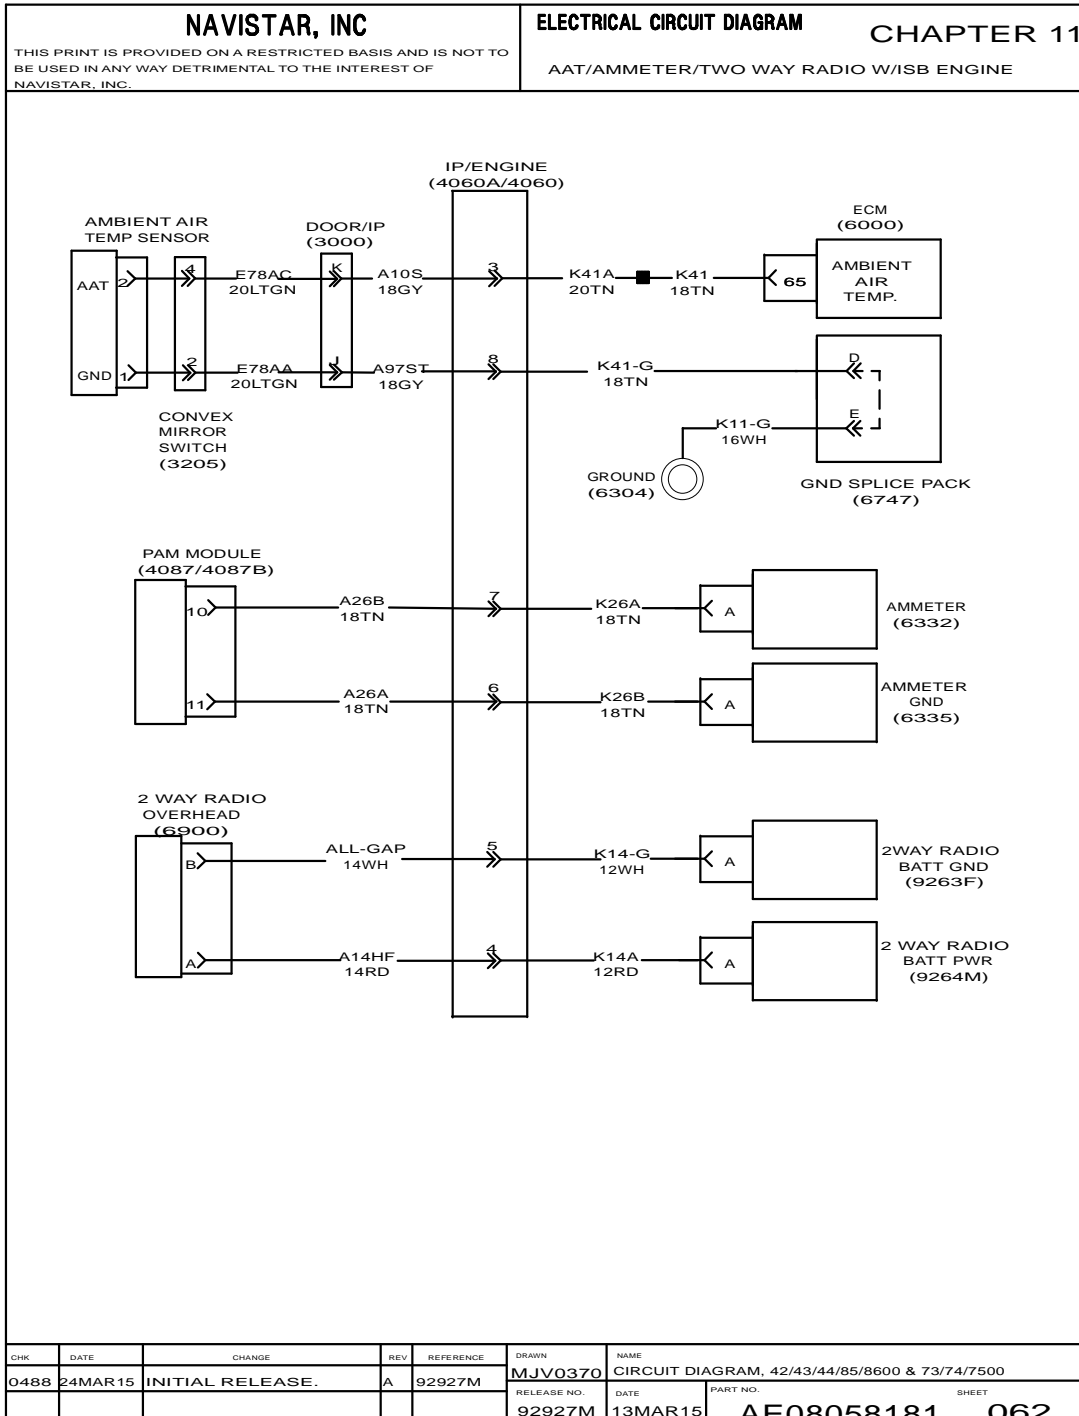 NAVISTAR, INC
THIS PRINT IS PROVIDED ON A RESTRICTED BASIS AND IS NOT TO
BE USED IN ANY WAY DETRIMENTAL TO THE INTEREST OF
NAVISTAR, INC.
ELECTRICAL CIRCUIT DIAGRAM
CHAPTER 11
AAT/AMMETER/TWO WAY RADIO W/ISB ENGINE
IP/ENGINE
(4060A/4060)
AMBIENT AIR
TEMP SENSOR
DOOR/IP
(3000)
ECM
(6000)
AAT
2
4
E78AC
20LTGN
K
A10S
18GY
3
K41A
20TN
K41
18TN
65
AMBIENT
AIR
TEMP.
GND
1
2
E78AA
20LTGN
J
A97ST
18GY
8
K41-G
18TN
D
E
K11-G
16WH
CONVEX
MIRROR
SWITCH
(3205)
GROUND
(6304)
GND SPLICE PACK
(6747)
PAM MODULE
(4087/4087B)
10
A26B
18TN
7
K26A
18TN
A
AMMETER
(6332)
11
A26A
18TN
6
K26B
18TN
A
AMMETER
GND
(6335)
2 WAY RADIO
OVERHEAD
(6900)
B
ALL-GAP
14WH
5
K14-G
12WH
A
2WAY RADIO
BATT GND
(9263F)
A
A14HF
14RD
4
K14A
12RD
A
2 WAY RADIO
BATT PWR
(9264M)
CHK DATE CHANGE REV REFERENCE
0488 24MAR15 INITIAL RELEASE. A 92927M
DRAWN
MJV0370
NAME
CIRCUIT DIAGRAM, 42/43/44/85/8600 & 73/74/7500
RELEASE NO.
92927M
DATE
13MAR15
PART NO.
AE08058181
SHEET
062